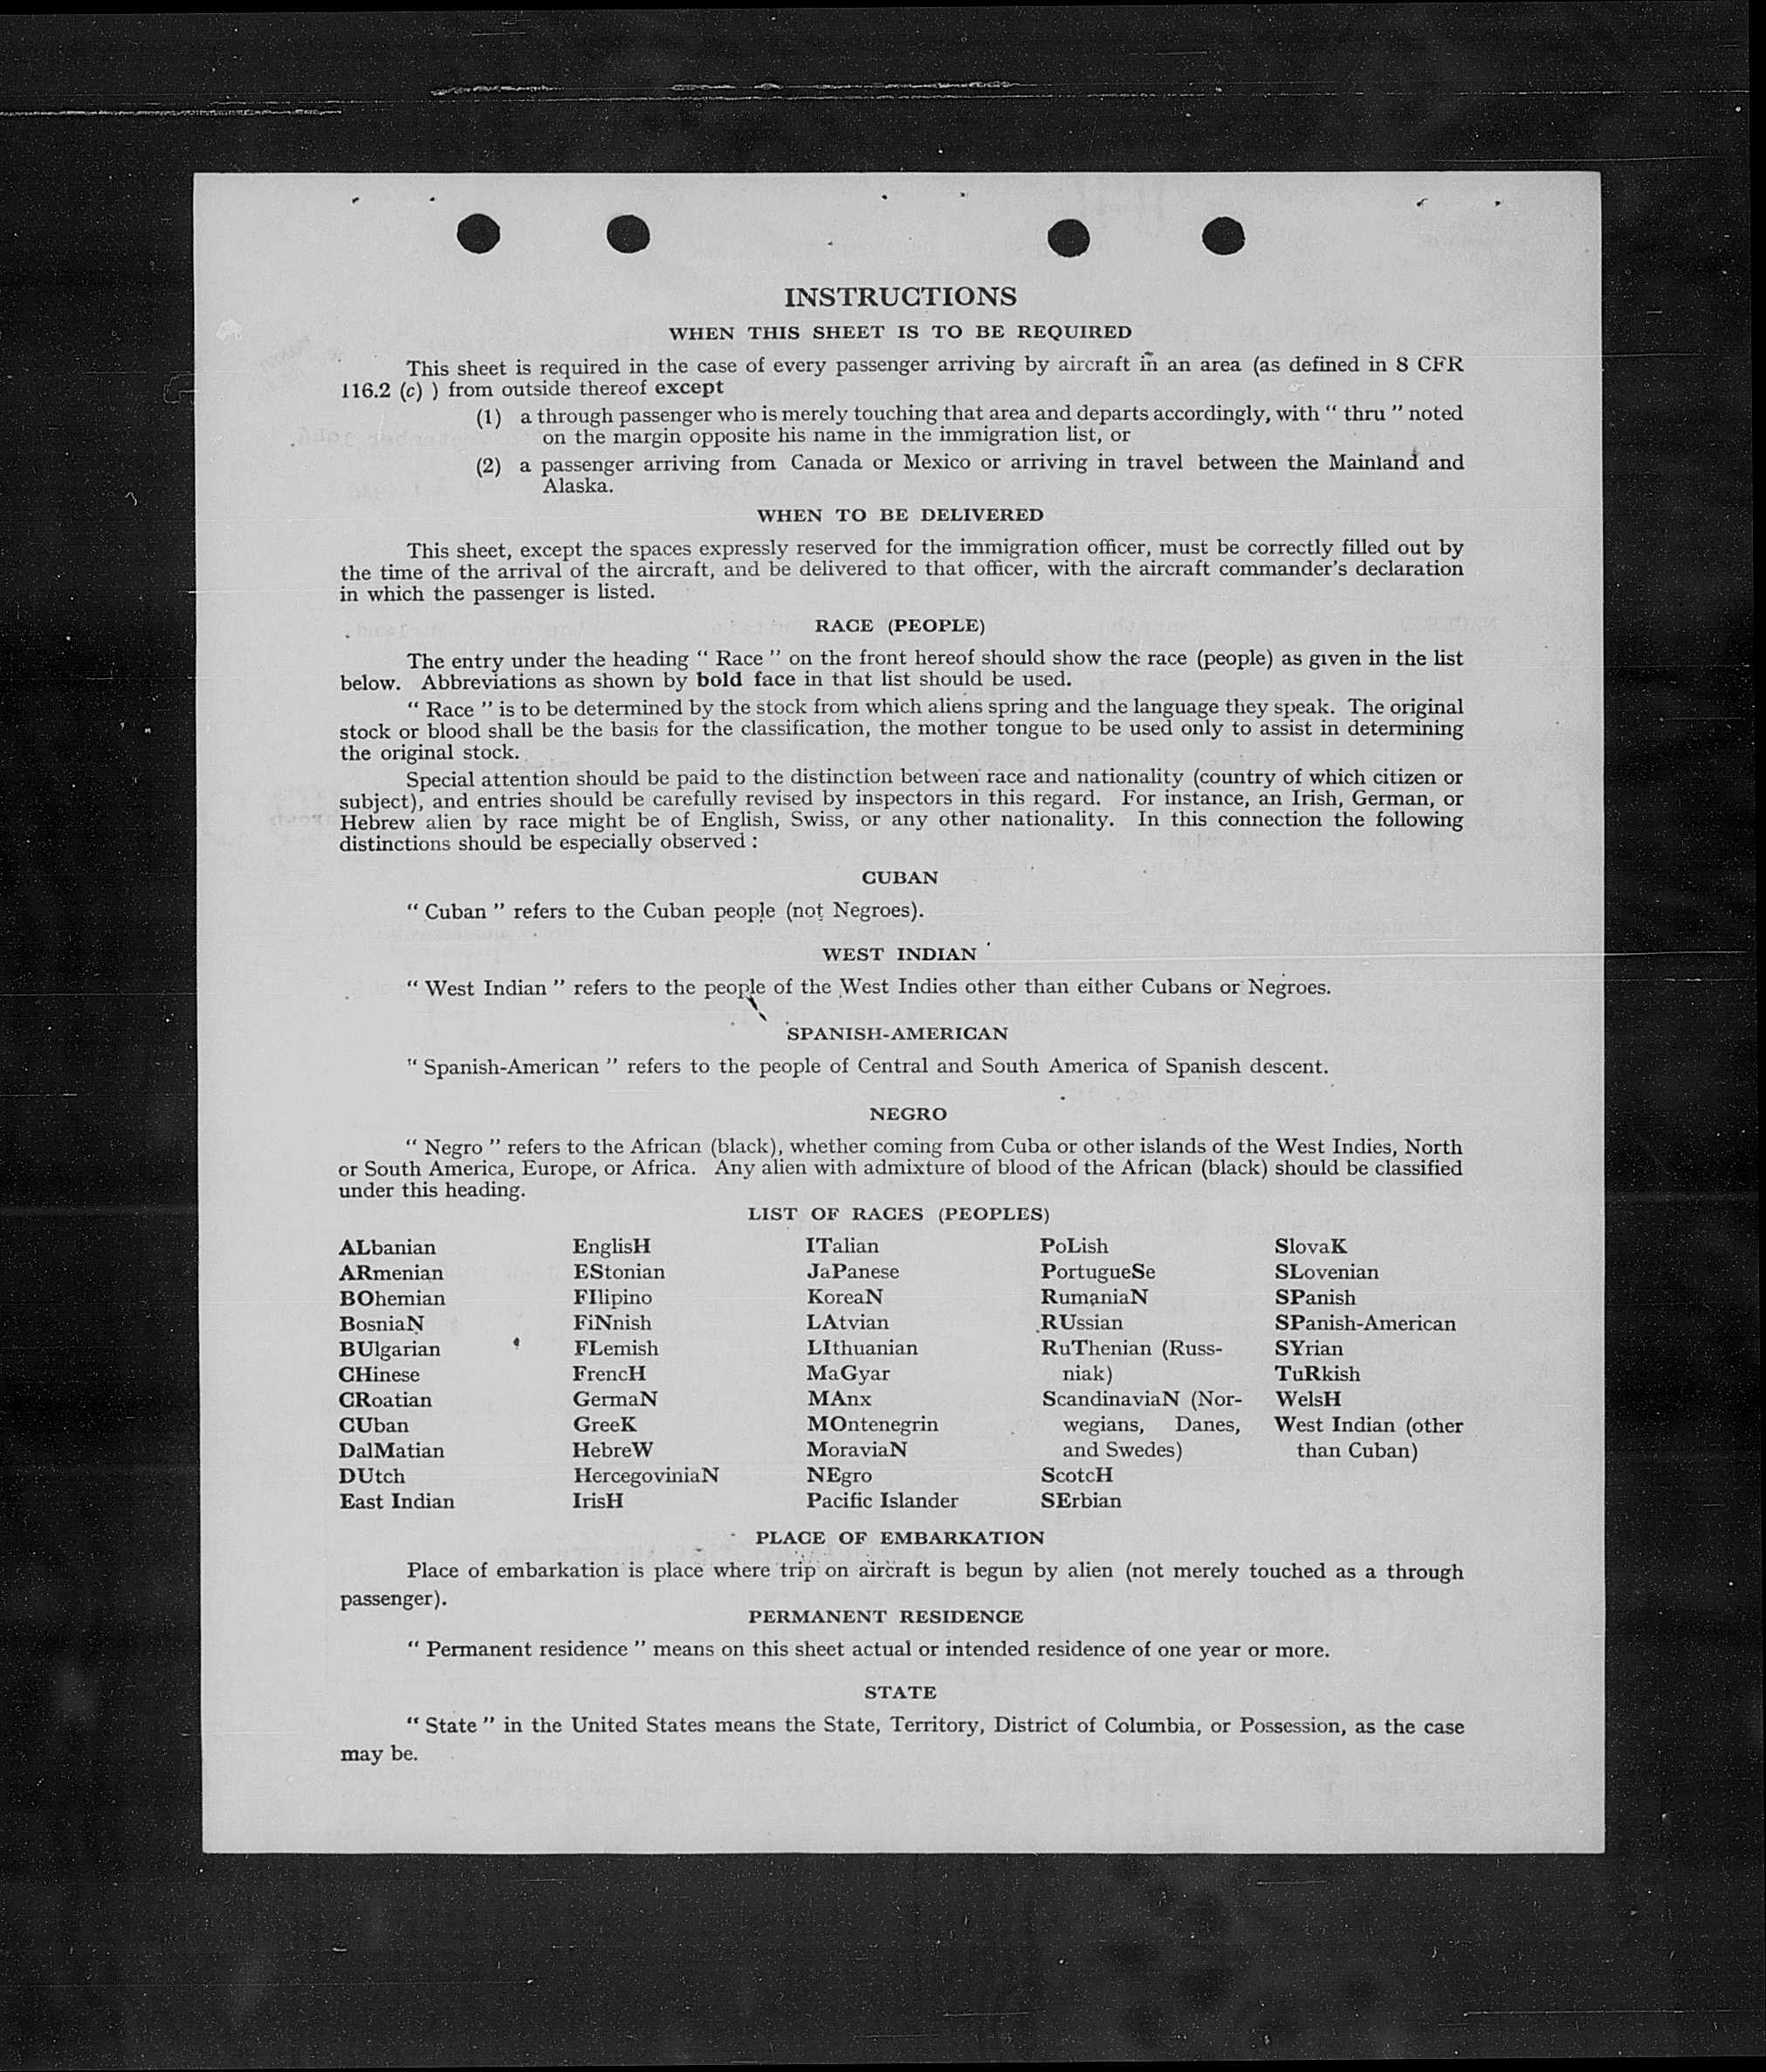 INSTRUCTIONS
WHEN THIS SHEET IS TO BE REQUIRED
This sheet is required in the case of every passenger arriving by aircraft in an area (as defined in 8 CFR
116.2 (c) ) from outside thereof except
(1) a through passenger who is merely touching that area and departs accordingly, with “ thru ” noted
on the margin opposite his name in the immigration list, or
(2) a passenger arriving from Canada or Mexico or arriving in travel between the Mainland and
Alaska.
WHEN TO BE DELIVERED
This sheet, except the spaces expressly reserved for the immigration officer, must be correctly filled out by
the time of the arrival of the aircraft, and be delivered to that officer, with the aircraft commander's declaration
in which the passenger is listed.
RACE (PEOPLE)
The entry under the heading “ Race ” on the front hereof should show the race (people) as given in the list
below. Abbreviations as shown by bold face in that list should be used.
“ Race ” is to be determined by the stock from which aliens spring and the language they speak. The original
stock or blood shall be the basis for the classification, the mother tongue to be used only to assist in determining
the original stock.
Special attention should be paid to the distinction between race and nationality (country of which citizen or
subject), and entries should be carefully revised by inspectors in this regard. For instance, an Irish, German, or
Hebrew alien by race might be of English, Swiss, or any other nationality. In this connection the following
distinctions should be especially observed :
CUBAN
“ Cuban ” refers to the Cuban people (not Negroes).
WEST INDIAN
“ West Indian ” refers to the people of the West Indies other than either Cubans or Negroes.
SPANISH-AMERICAN
“ Spanish-American ” refers to the people of Central and South America of Spanish descent.
NEGRO
“ Negro ” refers to the African (black), whether coming from Cuba or other islands of the West Indies, North
or South America, Europe, or Africa. Any alien with admixture of blood of the African (black) should be classified
under this heading.
LIST OF RACES (PEOPLES)
ALbanian
ARmenian
BOhemian
BosniaN
BUlgarian
CHinese
CRoatian
CUban
DalMatian
DUtch
East Indian
EnglisH
EStonian
FIlipino
FiNnish
FLemish
FrencH
GermaN
GreeK
HebreW
HercegoviniaN
IrisH
ITalian
JaPanese
KoreaN
LAtvian
LIthuanian
MaGyar
MAnx
MOntenegrin
MoraviaN
NEgro
Pacific Islander
PoLish
PortugueSe
RumaniaN
RUssian
RuThenian (Russ-
niak)
ScandinaviaN (Nor-
wegians, Danes,
and Swedes)
ScotcH
SErbian
SlovaK
SLovenian
SPanish
SPanish-American
SYrian
TuRkish
WelsH
West Indian (other
than Cuban)
PLACE OF EMBARKATION
Place of embarkation is place where trip on aircraft is begun by alien (not merely touched as a through
passenger).
PERMANENT RESIDENCE
“ Permanent residence ” means on this sheet actual or intended residence of one year or more.
STATE
“ State ” in the United States means the State, Territory, District of Columbia, or Possession, as the case
may be.